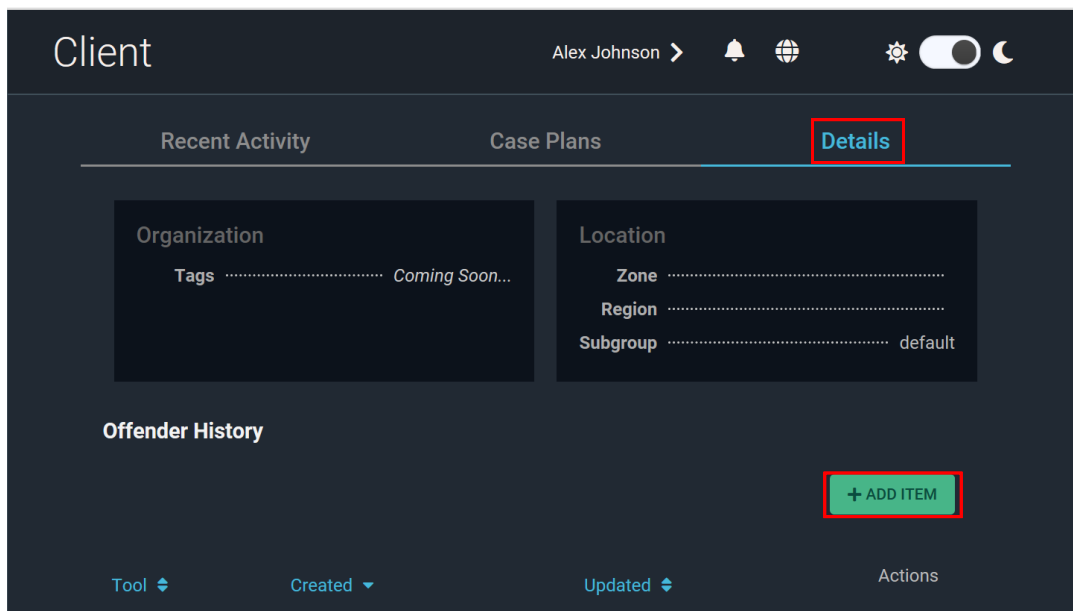 Client
Alex Johnson
Recent Activity
Case Plans
Details
Organization
Tags Coming Soon...
Location
Zone
Region
Subgroup default
Offender History
+ ADD ITEM
Tool
Created
Updated
Actions